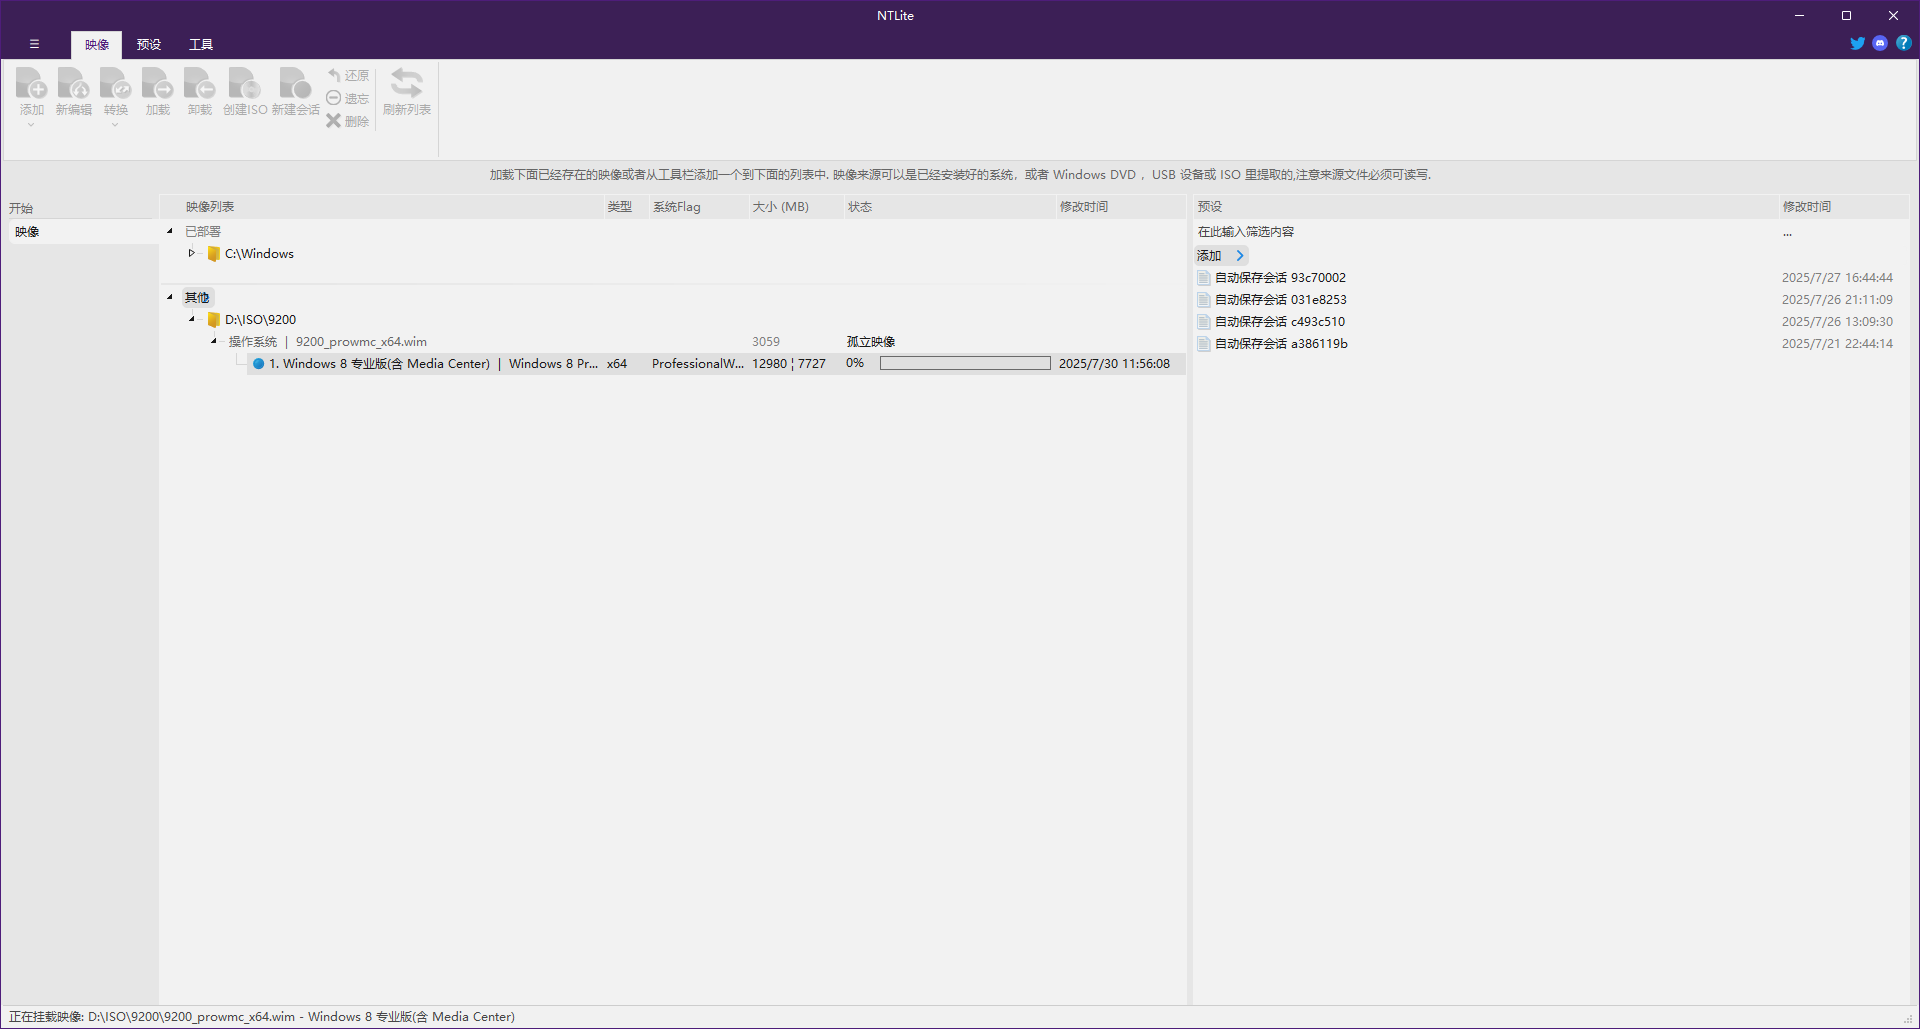 NTLite
映像 预设 工具
添加 新编辑 转换 加载 卸载 创建ISO 新建会话 还原 遗忘 删除 刷新列表
加载下面已经存在的映像或者从工具栏添加一个到下面的列表中. 映像来源可以是已经安装好的系统，或者 Windows DVD ，USB 设备或 ISO 里提取的,注意来源文件必须可读写.
开始
映像
映像列表 类型 系统Flag 大小 (MB) 状态 修改时间
已部署
C:\Windows
其他
D:\ISO\9200
操作系统 | 9200_prowmc_x64.wim 3059 孤立映像
1. Windows 8 专业版(含 Media Center) | Windows 8 Pr... x64 ProfessionalW... 12980 ¦ 7727 0% 2025/7/30 11:56:08
预设 修改时间
在此输入筛选内容 ...
添加
自动保存会话 93c70002 2025/7/27 16:44:44
自动保存会话 031e8253 2025/7/26 21:11:09
自动保存会话 c493c510 2025/7/26 13:09:30
自动保存会话 a386119b 2025/7/21 22:44:14
正在挂载映像: D:\ISO\9200\9200_prowmc_x64.wim - Windows 8 专业版(含 Media Center)